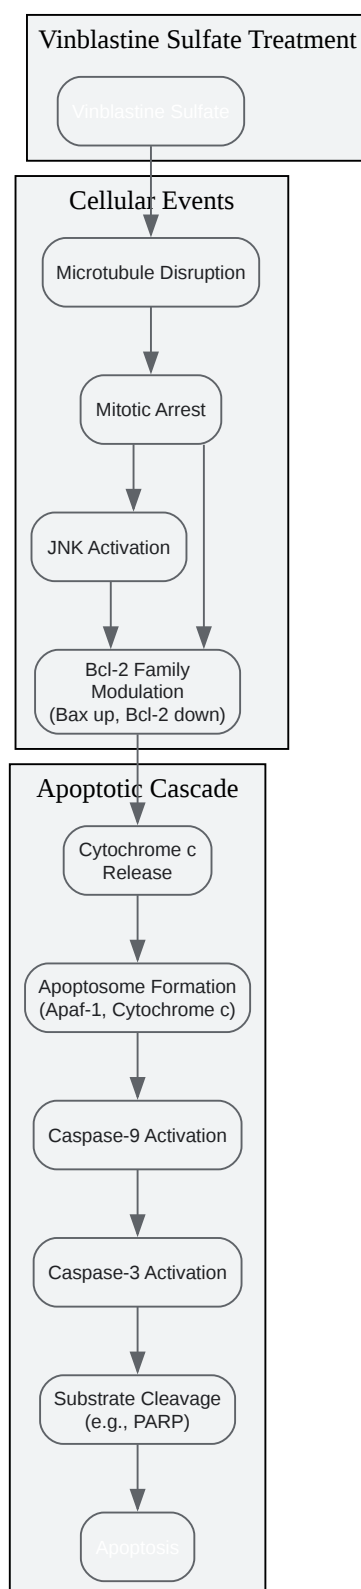 Vinblastine Sulfate Treatment
Vinblastine Sulfate
Cellular Events
Microtubule Disruption
Mitotic Arrest
JNK Activation
Bcl-2 Family
Modulation
(Bax up, Bcl-2 down)
Apoptotic Cascade
Cytochrome c
Release
Apoptosome Formation
(Apaf-1, Cytochrome c)
Caspase-9 Activation
Caspase-3 Activation
Substrate Cleavage
(e.g., PARP)
Apoptosis